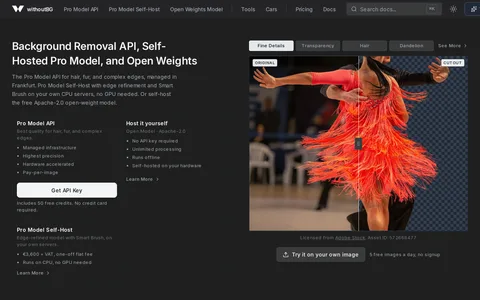 withoutBG
Pro Model API
Pro Model Self-Host
Open Weights Model
Tools
Cars
Pricing
Docs
Search docs...
Background Removal API, Self-
Hosted Pro Model, and Open Weights
The Pro Model API for hair, fur, and complex edges, managed in
Frankfurt. Pro Model Self-Host with edge refinement and Smart
Brush on your own CPU servers, no GPU needed. Or self-host
the free Apache-2.0 open-weight model.
Pro Model API
Best quality for hair, fur, and complex
edges.
• Managed infrastructure
• Highest precision
• Hardware accelerated
• Pay-per-image
Get API Key
Includes 50 free credits. No credit card
required.
Host it yourself
Open Model · Apache-2.0
• No API key required
• Unlimited processing
• Runs offline
• Self-hosted on your hardware
Learn More
Pro Model Self-Host
Edge-refined model with Smart Brush, on
your own servers.
• €3,600 + VAT, one-off flat fee
• Runs on CPU, no GPU needed
Learn More
Fine Details
Transparency
Hair
Dandelion
See More
ORIGINAL
CUTOUT
Licensed from Adobe Stock, Asset ID
Try it on your own image
5 free images a day, no signup